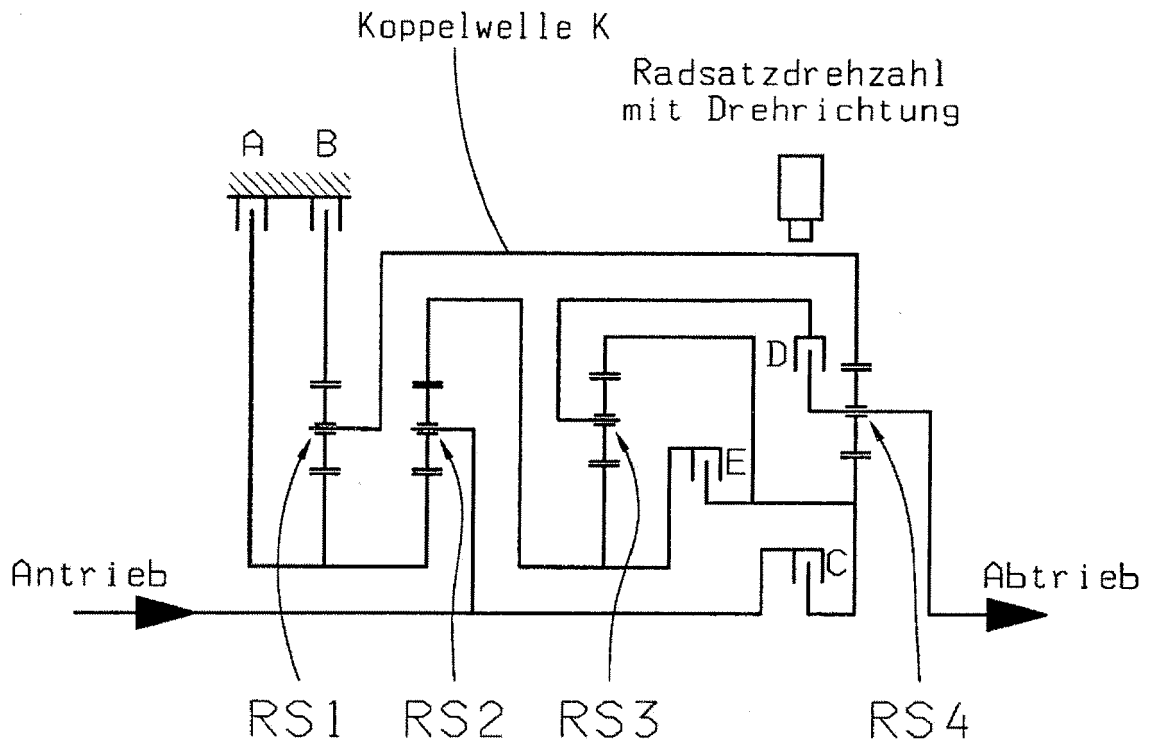 Koppelwelle K
Radsatzdrehzahl
mit Drehrichtung
A
B
D
E
C
Antrieb
Abtrieb
RS1
RS2
RS3
RS4